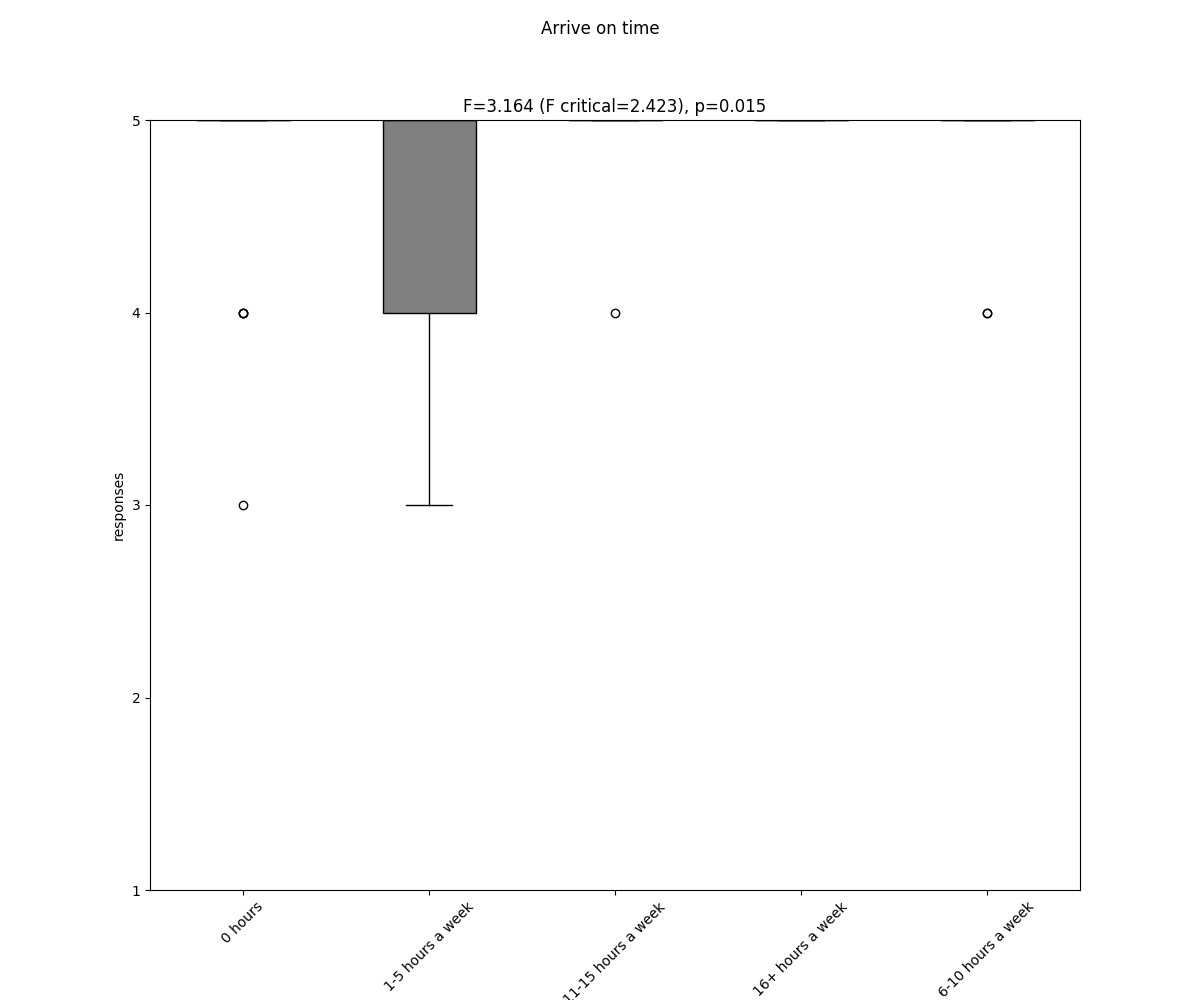 Arrive on time
F=3.164 (F critical=2.423), p=0.015
5
4
3
2
1
responses
0 hours
1-5 hours a week
11-15 hours a week
16+ hours a week
6-10 hours a week